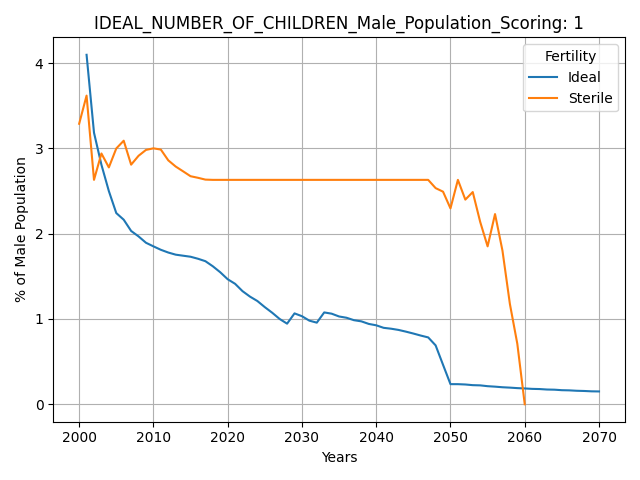 IDEAL_NUMBER_OF_CHILDREN_Male_Population_Scoring: 1
Fertility
Ideal
Sterile
% of Male Population
4
3
2
1
0
2000 2010 2020 2030 2040 2050 2060 2070
Years